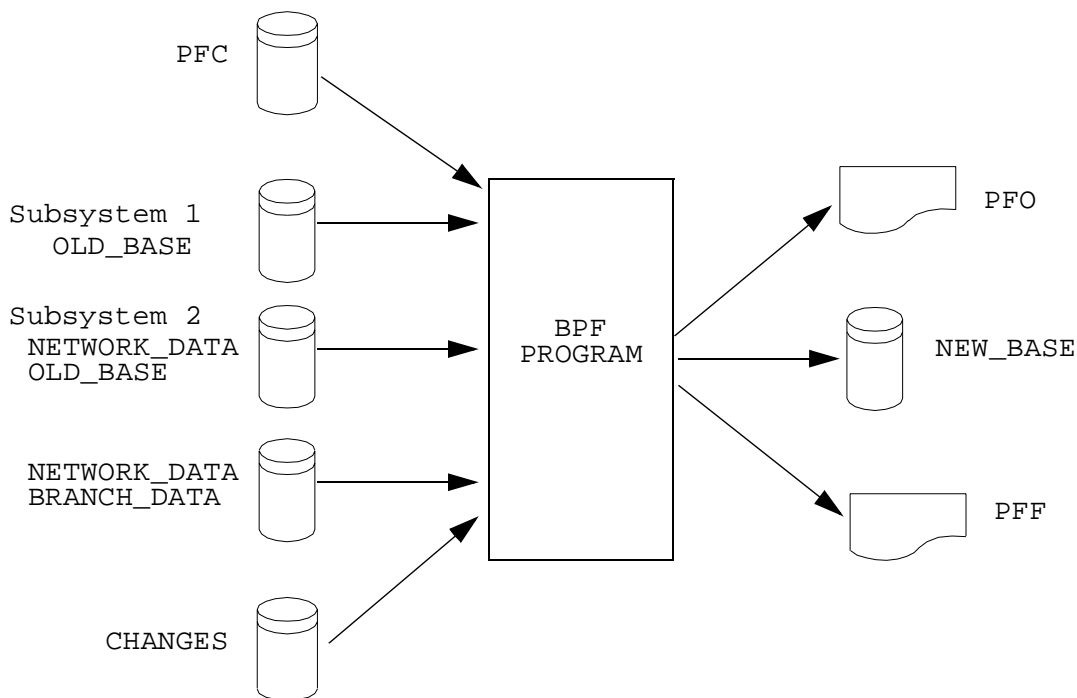 PFC
Subsystem 1
OLD_BASE
Subsystem 2
NETWORK_DATA
OLD_BASE
NETWORK_DATA
BRANCH_DATA
CHANGES
BPF
PROGRAM
PFO
NEW_BASE
PFF